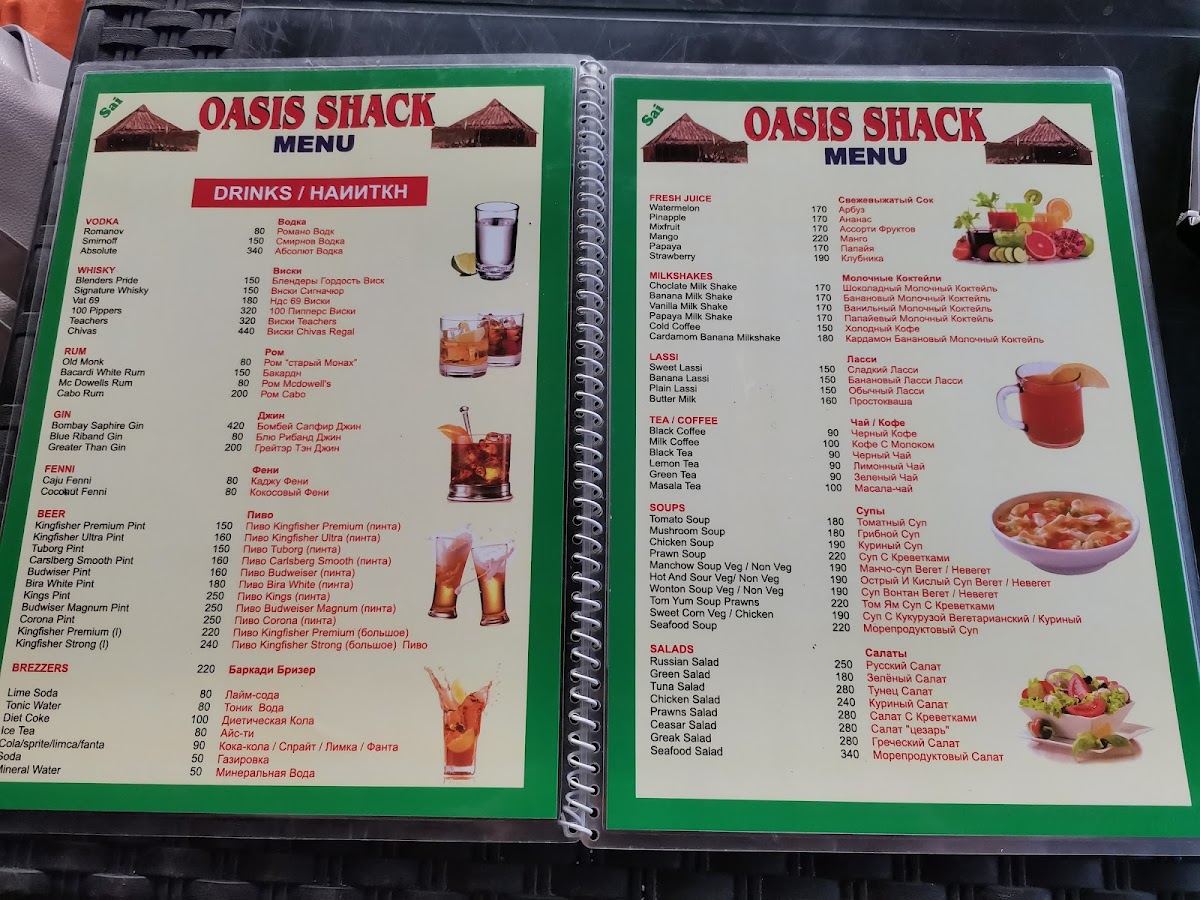 Sai
OASIS SHACK
MENU
DRINKS / НАИИТКН
VODKA Водка
Romanov 80 Романо Водк
Smirnoff 150 Смирнов Водка
Absolute 340 Абсолют Водка
WHISKY Виски
Blenders Pride 150 Блендеры Гордость Виск
Signature Whisky 150 Виски Сигначюр
Vat 69 180 Ндс 69 Виски
100 Pippers 320 100 Пипперс Виски
Teachers 320 Виски Teachers
Chivas 440 Виски Chivas Regal
RUM Ром
Old Monk 80 Ром "старый Монах"
Bacardi White Rum 150 Бакардн
Mc Dowells Rum 80 Ром Mcdowell's
Cabo Rum 200 Ром Cabo
GIN Джин
Bombay Saphire Gin 420 Бомбей Сапфир Джин
Blue Riband Gin 80 Блю Рибанд Джин
Greater Than Gin 200 Грейтэр Тэн Джин
FENNI Фени
Caju Fenni 80 Каджу Фени
Coconut Fenni 80 Кокосовый Фени
BEER Пиво
Kingfisher Premium Pint 150 Пиво Kingfisher Premium (пинта)
Kingfisher Ultra Pint 160 Пиво Kingfisher Ultra (пинта)
Tuborg Pint 150 Пиво Tuborg (пинта)
Carslberg Smooth Pint 160 Пиво Carlsberg Smooth (пинта)
Budwiser Pint 160 Пиво Budweiser (пинта)
Bira White Pint 180 Пиво Bira White (пинта)
Kings Pint 250 Пиво Kings (пинта)
Budwiser Magnum Pint 250 Пиво Budweiser Magnum (пинта)
Corona Pint 250 Пиво Corona (пинта)
Kingfisher Premium (l) 220 Пиво Kingfisher Premium (большое)
Kingfisher Strong (l) 240 Пиво Kingfisher Strong (большое) Пиво
BREZZERS 220 Баркади Бризер
Lime Soda 80 Лайм-сода
Tonic Water 80 Тоник Вода
Diet Coke 100 Диетическая Кола
Ice Tea 80 Айс-ти
Cola/sprite/limca/fanta 90 Кока-кола / Спрайт / Лимка / Фанта
Soda 50 Газировка
Mineral Water 50 Минеральная Вода
Sai
OASIS SHACK
MENU
FRESH JUICE Свежевыжатый Сок
Watermelon 170 Арбуз
Pinapple 170 Ананас
Mixfruit 170 Ассорти Фруктов
Mango 220 Манго
Papaya 170 Папайя
Strawberry 190 Клубника
MILKSHAKES Молочные Коктейли
Choclate Milk Shake 170 Шоколадный Молочный Коктейль
Banana Milk Shake 170 Банановый Молочный Коктейль
Vanilla Milk Shake 170 Ванильный Молочный Коктейль
Papaya Milk Shake 170 Папайевый Молочный Коктейль
Cold Coffee 150 Холодный Кофе
Cardamom Banana Milkshake 180 Кардамон Банановый Молочный Коктейль
LASSI Ласси
Sweet Lassi 150 Сладкий Ласси
Banana Lassi 150 Банановый Ласси Ласси
Plain Lassi 150 Обычный Ласси
Butter Milk 160 Простокваша
TEA / COFFEE Чай / Кофе
Black Coffee 90 Черный Кофе
Milk Coffee 100 Кофе С Молоком
Black Tea 90 Черный Чай
Lemon Tea 90 Лимонный Чай
Green Tea 90 Зеленый Чай
Masala Tea 100 Масала-чай
SOUPS Супы
Tomato Soup 180 Томатный Суп
Mushroom Soup 180 Грибной Суп
Chicken Soup 190 Куриный Суп
Prawn Soup 220 Суп С Креветками
Manchow Soup Veg / Non Veg 190 Манчо-суп Вегет / Невегет
Hot And Sour Veg/ Non Veg 190 Острый И Кислый Суп Вегет / Невегет
Wonton Soup Veg / Non Veg 190 Суп Вонтан Вегет / Невегет
Tom Yum Soup Prawns 220 Том Ям Суп С Креветками
Sweet Corn Veg / Chicken 190 Суп С Кукурузой Вегетарианский / Куриный
Seafood Soup 220 Морепродуктовый Суп
SALADS Салаты
Russian Salad 250 Русский Салат
Green Salad 180 Зелёный Салат
Tuna Salad 280 Тунец Салат
Chicken Salad 240 Куриный Салат
Prawns Salad 280 Салат С Креветками
Ceasar Salad 280 Салат "цезарь"
Greak Salad 280 Греческий Салат
Seafood Salad 340 Морепродуктовый Салат